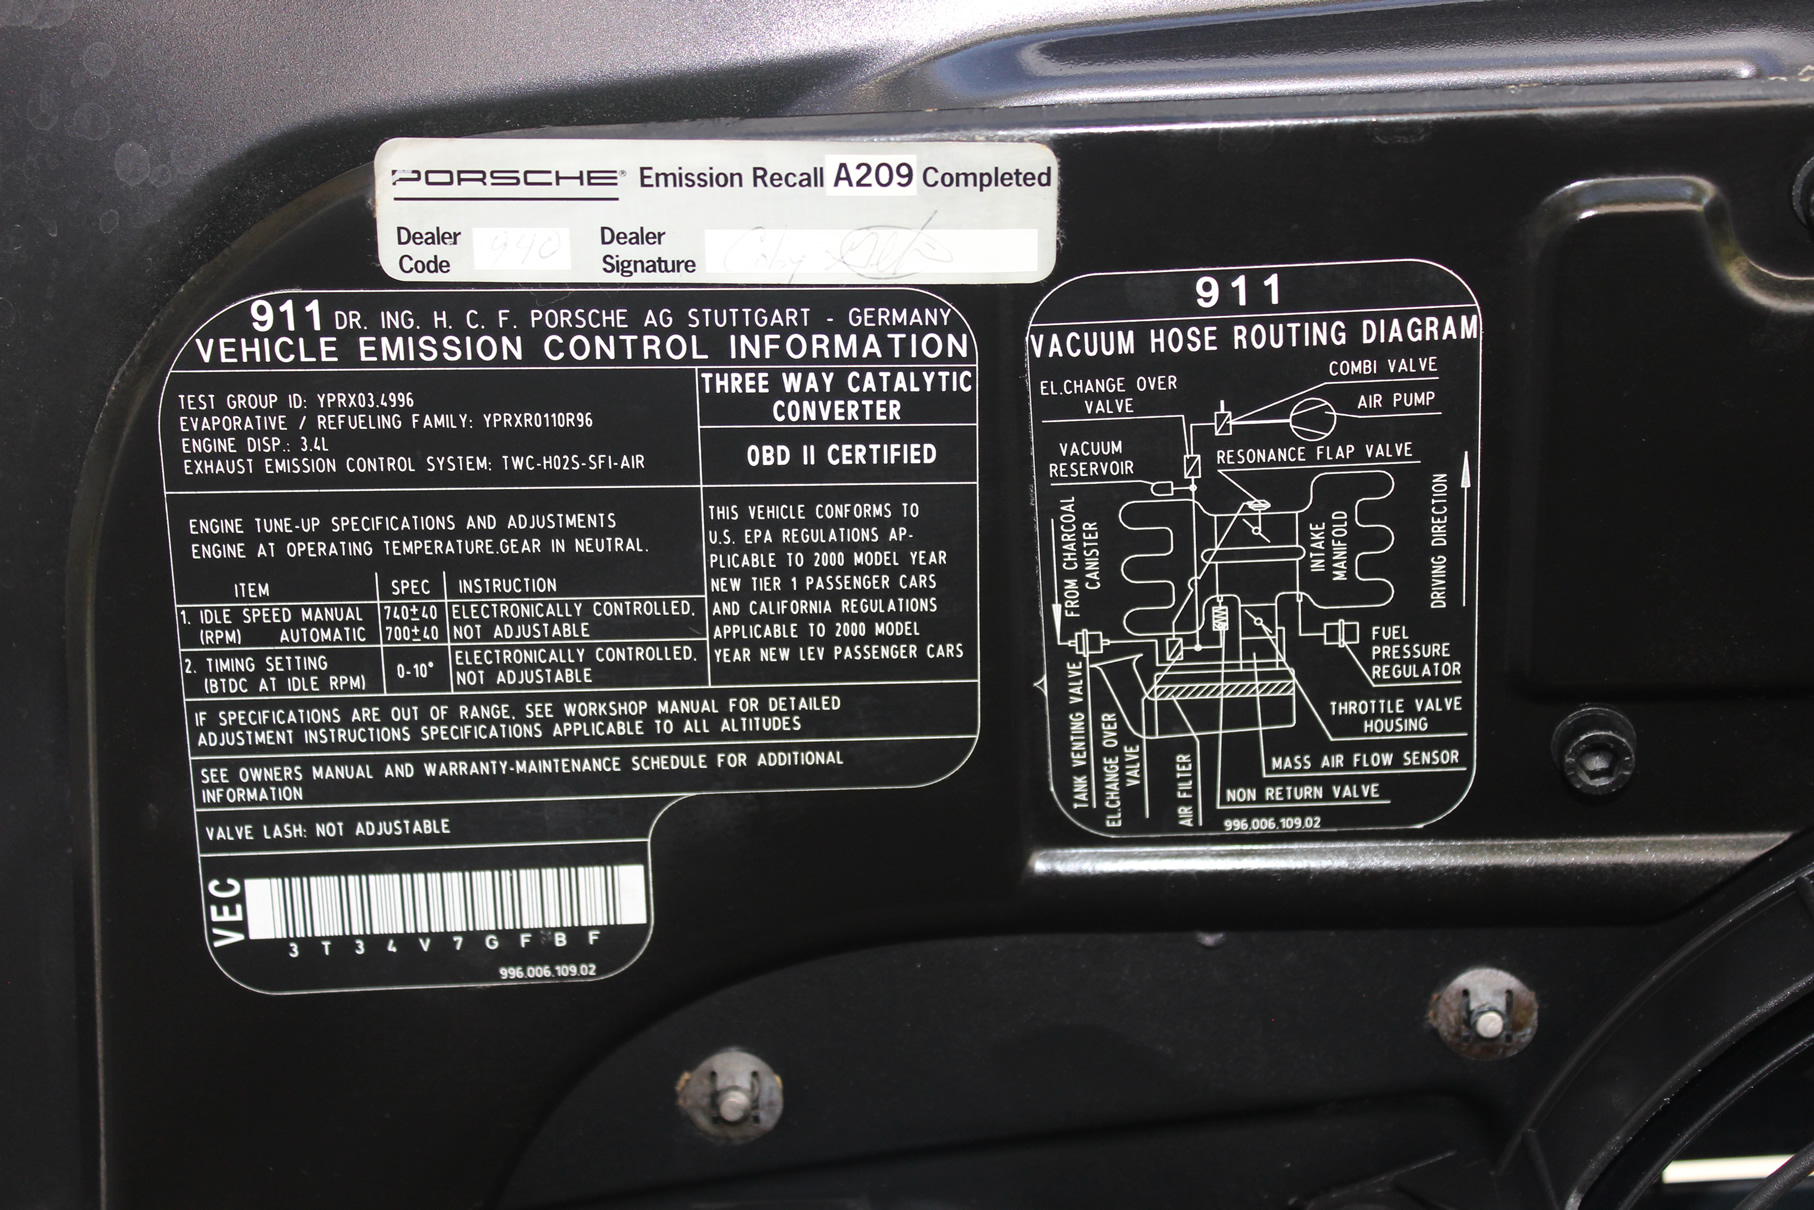 PORSCHE® Emission Recall A209 Completed
Dealer Code 940 Dealer Signature
911 DR. ING. H. C. F. PORSCHE AG STUTTGART - GERMANY
VEHICLE EMISSION CONTROL INFORMATION
TEST GROUP ID: YPRX03.4996
EVAPORATIVE / REFUELING FAMILY: YPRXR0110R96
ENGINE DISP.: 3.4L
EXHAUST EMISSION CONTROL SYSTEM: TWC-HO2S-SFI-AIR
THREE WAY CATALYTIC
CONVERTER
OBD II CERTIFIED
ENGINE TUNE-UP SPECIFICATIONS AND ADJUSTMENTS
ENGINE AT OPERATING TEMPERATURE.GEAR IN NEUTRAL.
ITEM SPEC INSTRUCTION
1. IDLE SPEED MANUAL 740±40 ELECTRONICALLY CONTROLLED,
(RPM) AUTOMATIC 700±40 NOT ADJUSTABLE
2. TIMING SETTING 0-10° ELECTRONICALLY CONTROLLED.
(BTDC AT IDLE RPM) NOT ADJUSTABLE
THIS VEHICLE CONFORMS TO
U.S. EPA REGULATIONS AP-
PLICABLE TO 2000 MODEL YEAR
NEW TIER 1 PASSENGER CARS
AND CALIFORNIA REGULATIONS
APPLICABLE TO 2000 MODEL
YEAR NEW LEV PASSENGER CARS
IF SPECIFICATIONS ARE OUT OF RANGE, SEE WORKSHOP MANUAL FOR DETAILED
ADJUSTMENT INSTRUCTIONS SPECIFICATIONS APPLICABLE TO ALL ALTITUDES
SEE OWNERS MANUAL AND WARRANTY-MAINTENANCE SCHEDULE FOR ADDITIONAL
INFORMATION
VALVE LASH: NOT ADJUSTABLE
VEC
3T34V7GFBF
996.006.109.02
911
VACUUM HOSE ROUTING DIAGRAM
COMBI VALVE
EL.CHANGE OVER
VALVE
AIR PUMP
VACUUM
RESERVOIR
RESONANCE FLAP VALVE
FROM CHARCOAL
CANISTER
INTAKE
MANIFOLD
DRIVING DIRECTION
FUEL
PRESSURE
REGULATOR
TANK VENTING VALVE
EL.CHANGE OVER
VALVE
AIR FILTER
THROTTLE VALVE
HOUSING
MASS AIR FLOW SENSOR
NON RETURN VALVE
996.006.109.02